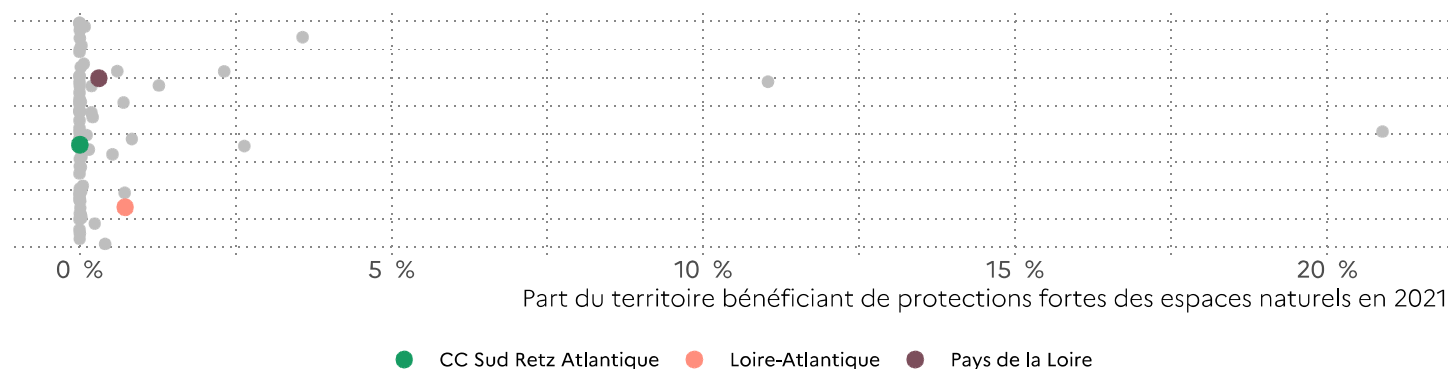 0 % 5 % 10 % 15 % 20 %
Part du territoire bénéficiant de protections fortes des espaces naturels en 2021
CC Sud Retz Atlantique Loire-Atlantique Pays de la Loire